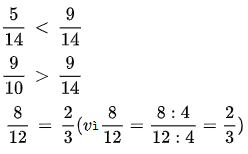 5/14 < 9/14
9/10 > 9/14
8/12 = 2/3 (vì 8/12 = 8 : 4/12 : 4 = 2/3)